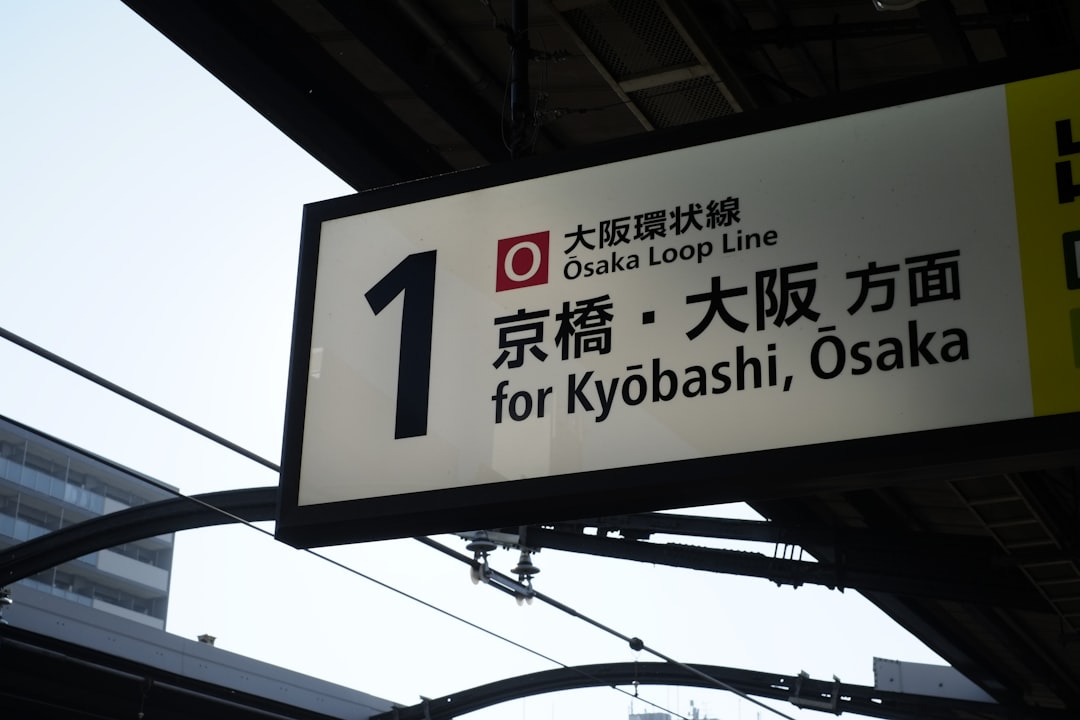 1
O
大阪環状線
Ōsaka Loop Line
京橋・大阪 方面
for Kyōbashi, Ōsaka